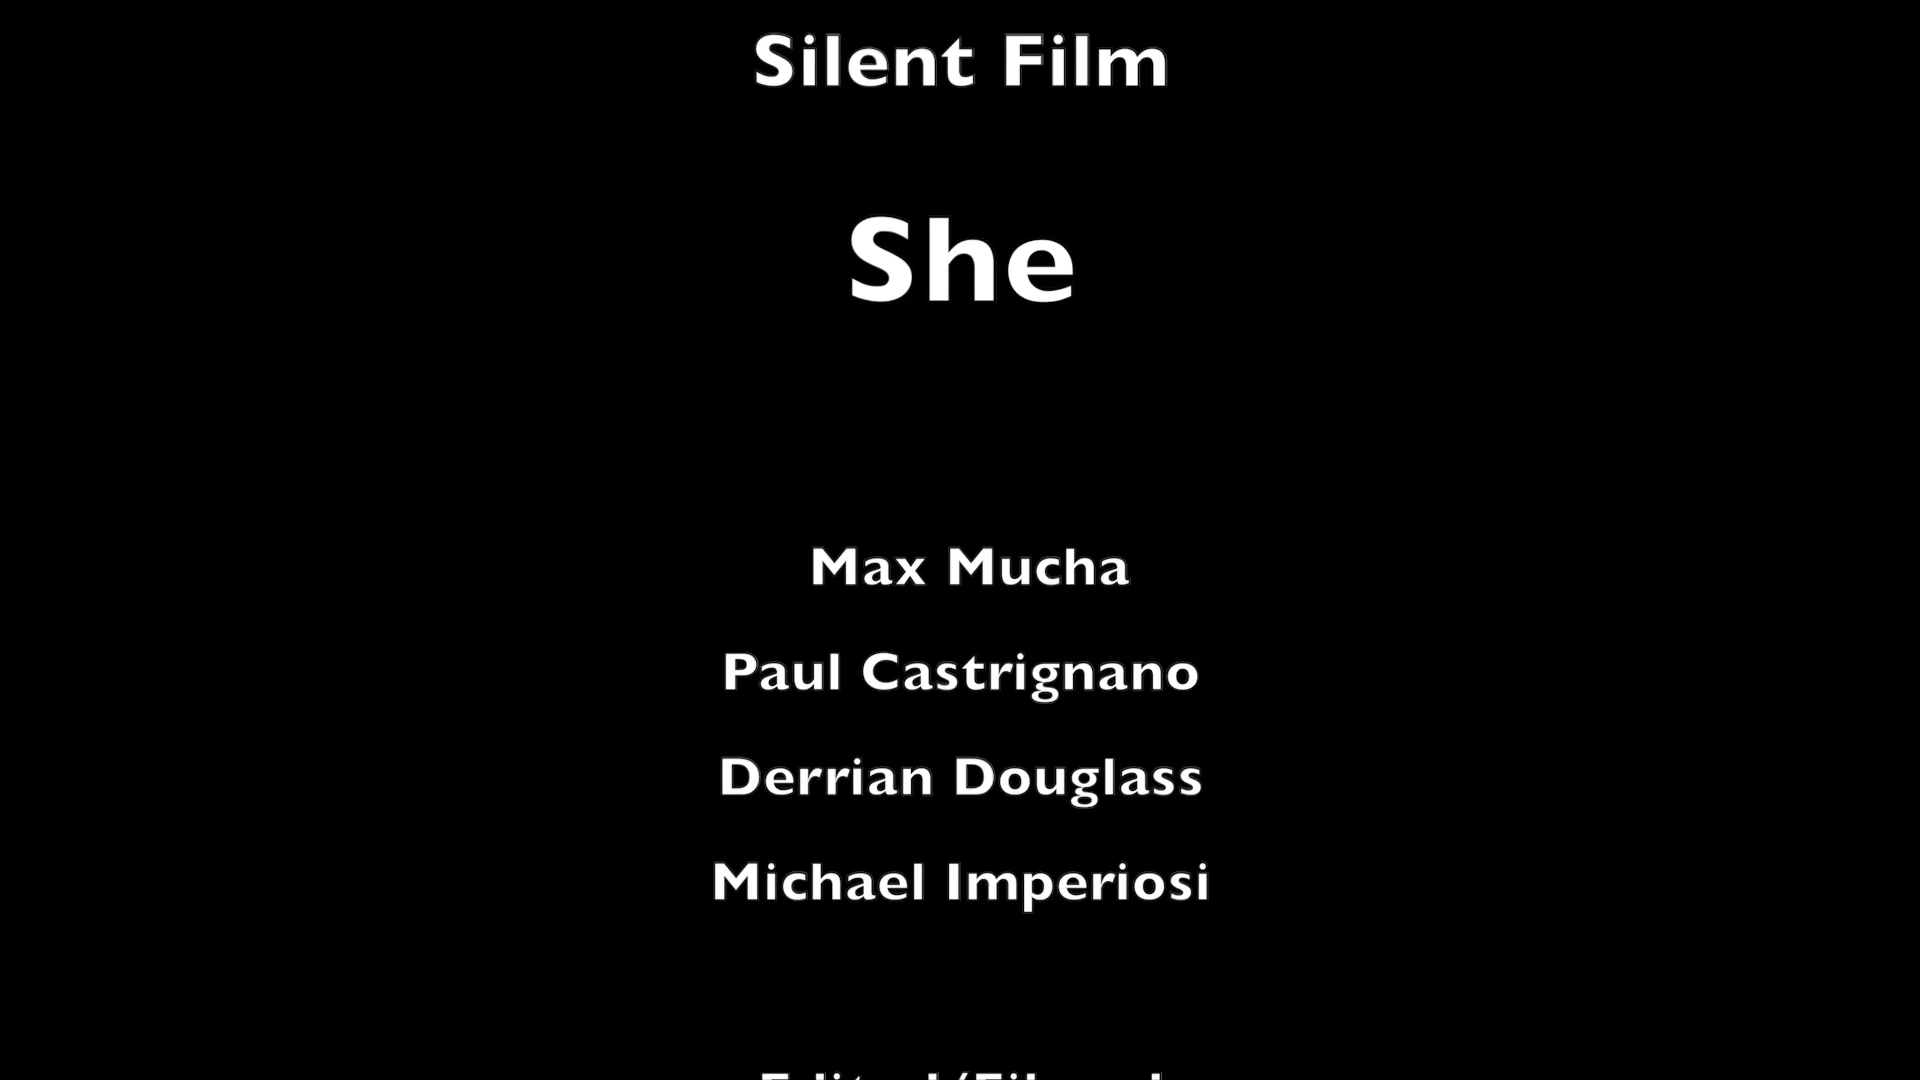 Silent Film
She
Max Mucha
Paul Castrignano
Derrian Douglass
Michael Imperiosi